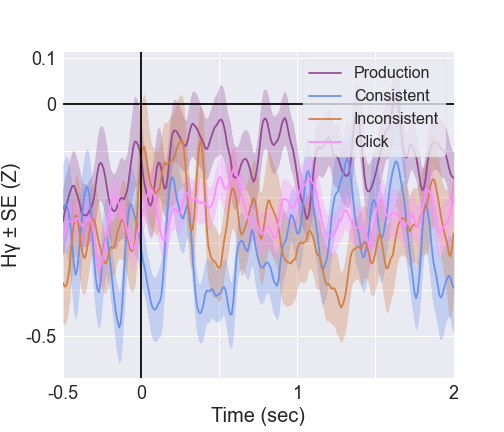 Hγ ± SE (Z)
0.1
0
-0.5
Production
Consistent
Inconsistent
Click
-0.5
0
1
2
Time (sec)